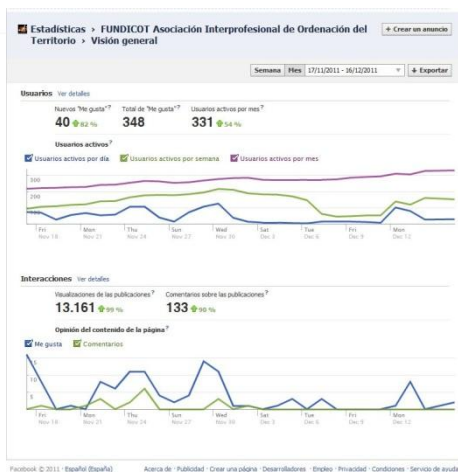 Estadísticas › FUNDICOT Asociación Interprofesional de Ordenación del
Territorio › Visión general
+ Crear un anuncio
Semana Mes 17/11/2011 - 16/12/2011
+ Exportar
Usuarios Ver detalles
Nuevos "Me gusta"? Total de "Me gusta"? Usuarios activos por mes?
40 82 % 348 331 54 %
Usuarios activos?
Usuarios activos por día Usuarios activos por semana Usuarios activos por mes
300
200
100
Fri Mon Thu Sun Wed Sat Tue Fri Mon
Nov 18 Nov 21 Nov 24 Nov 27 Nov 30 Dec 3 Dec 6 Dec 9 Dec 12
Interacciones Ver detalles
Visualizaciones de las publicaciones? Comentarios sobre las publicaciones?
13.161 99 % 133 90 %
Opinión del contenido de la página?
Me gusta Comentarios
15
10
5
Fri Mon Thu Sun Wed Sat Tue Fri Mon
Nov 18 Nov 21 Nov 24 Nov 27 Nov 30 Dec 3 Dec 6 Dec 9 Dec 12
Facebook © 2011 · Español (España) Acerca de · Publicidad · Crear una página · Desarrolladores · Empleo · Privacidad · Condiciones · Servicio de ayuda